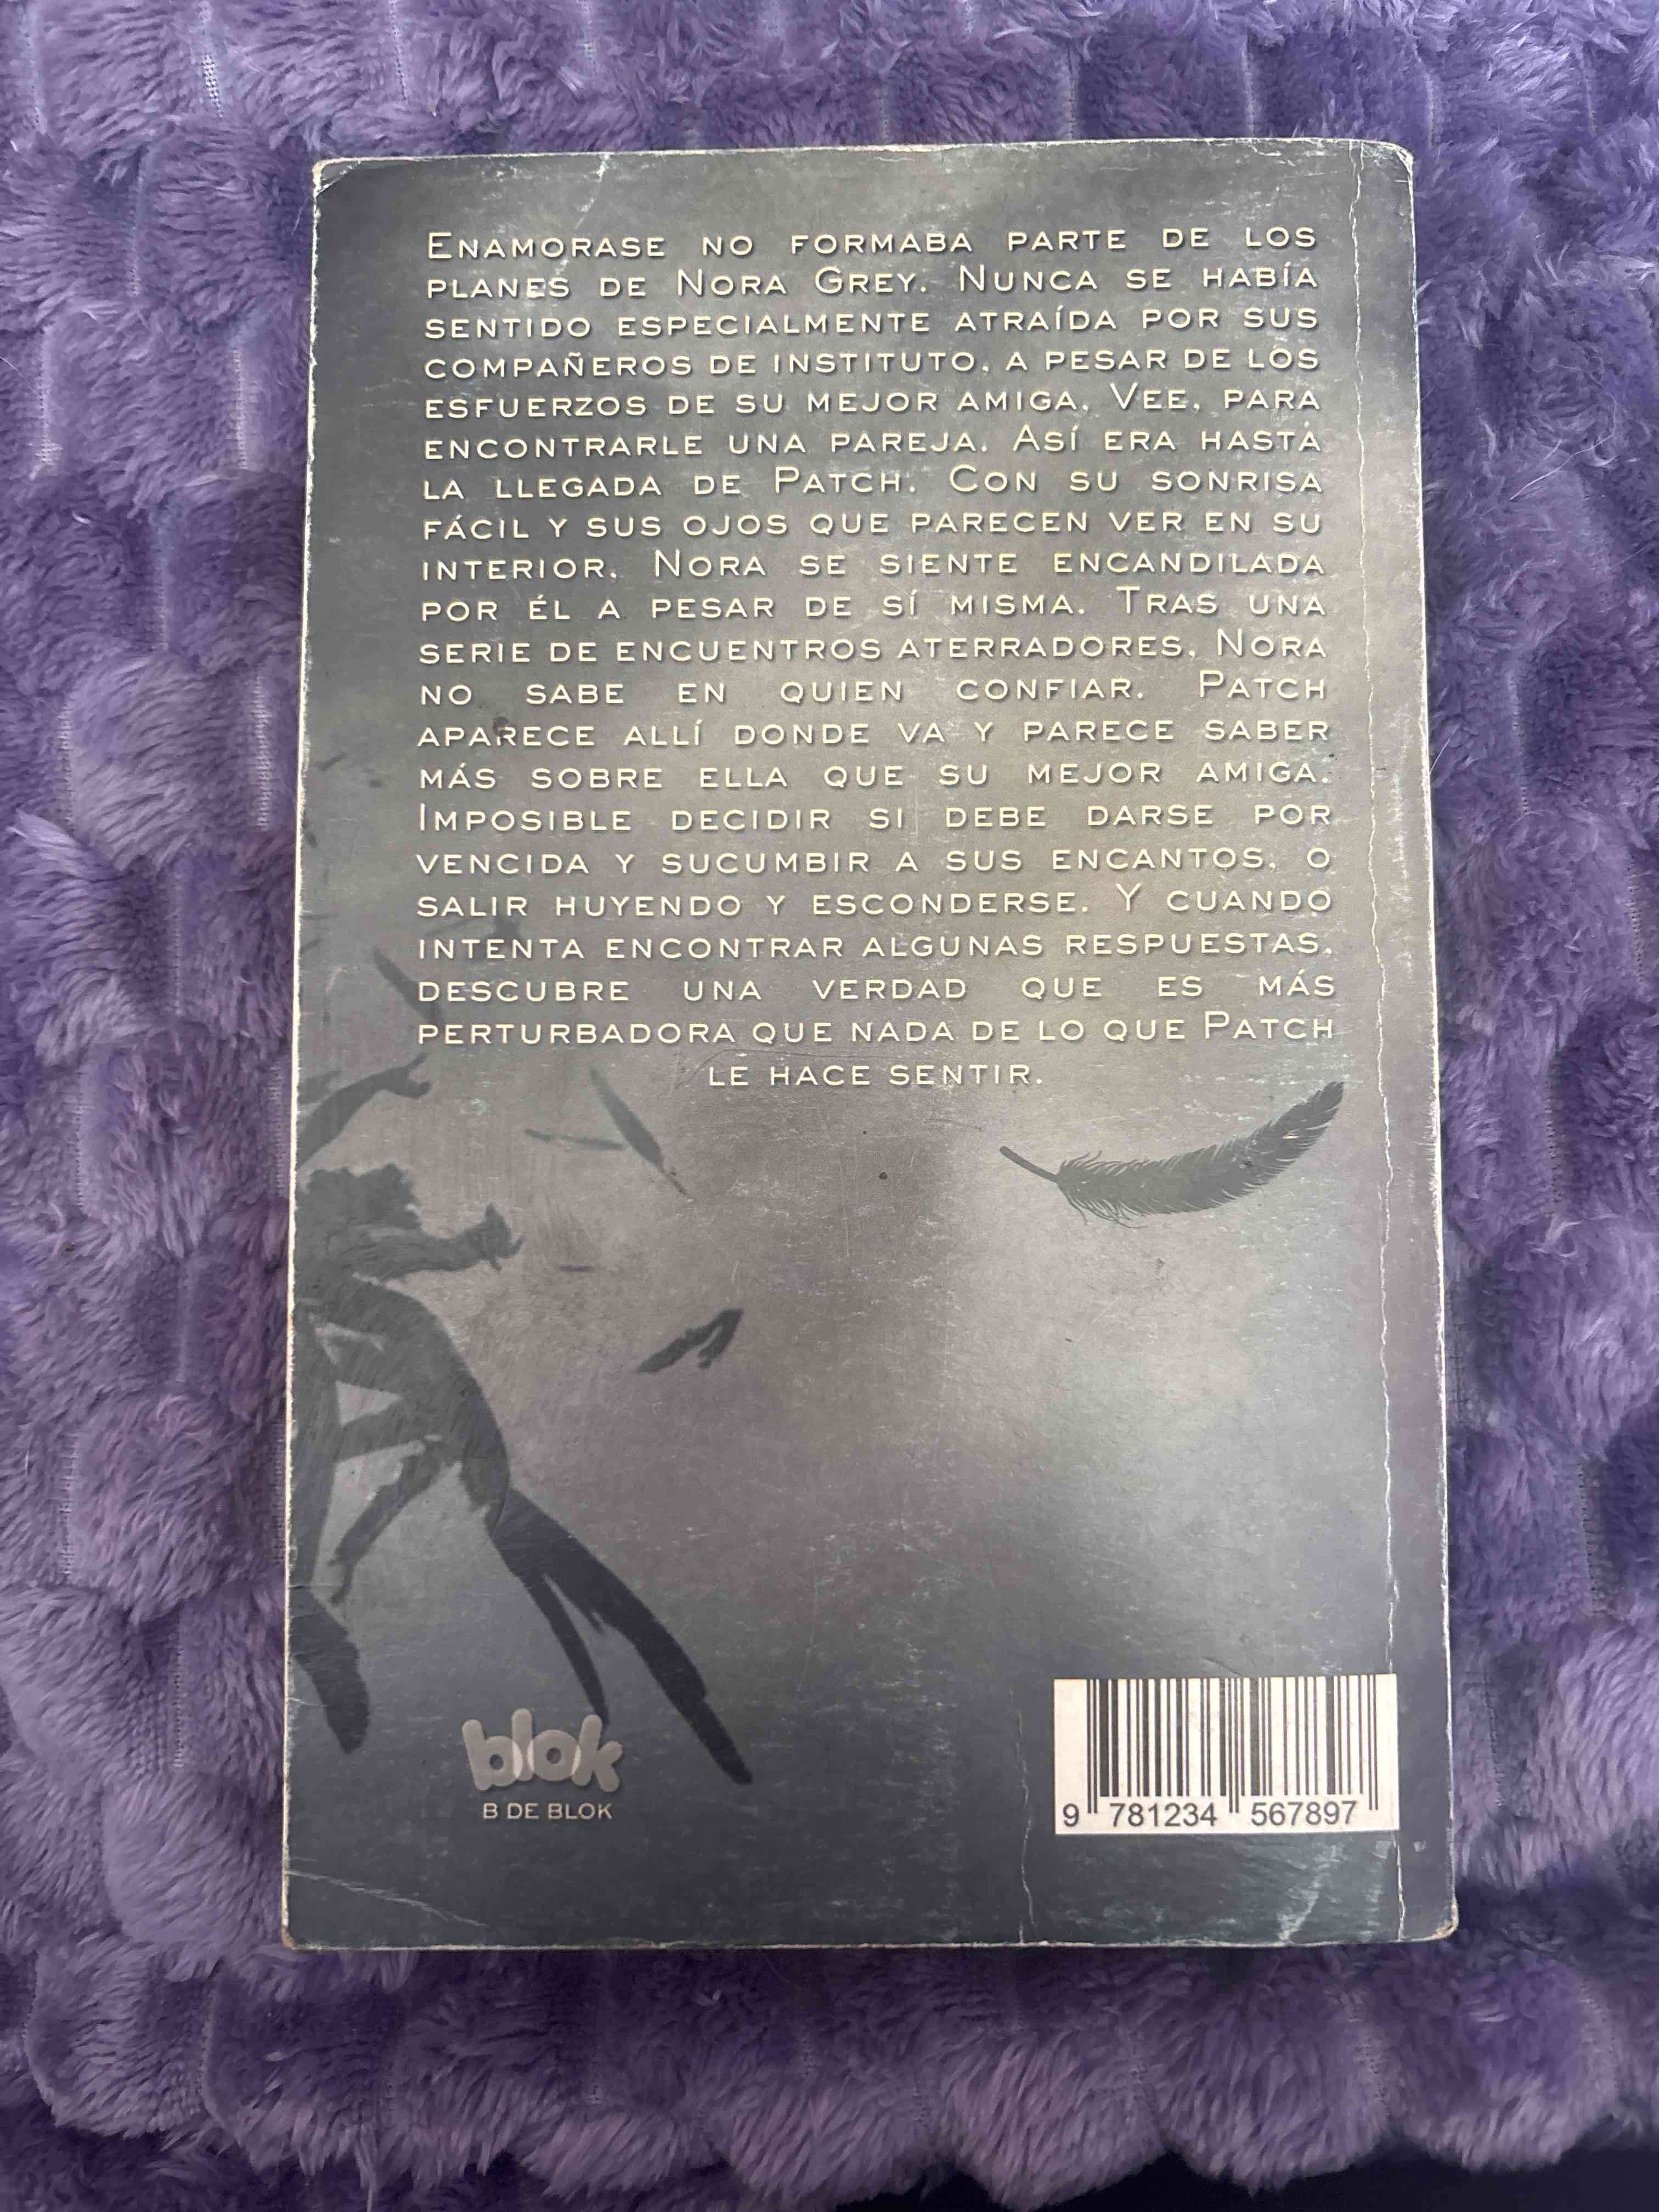 Enamorase no formaba parte de los
planes de Nora Grey. Nunca se había
sentido especialmente atraída por sus
compañeros de instituto, a pesar de los
esfuerzos de su mejor amiga, Vee, para
encontrarle una pareja. Así era hasta
la llegada de Patch. Con su sonrisa
fácil y sus ojos que parecen ver en su
interior, Nora se siente encandilada
por él a pesar de sí misma. Tras una
serie de encuentros aterradores, Nora
no sabe en quien confiar. Patch
aparece allí donde va y parece saber
más sobre ella que su mejor amiga.
Imposible decidir si debe darse por
vencida y sucumbir a sus encantos, o
salir huyendo y esconderse. Y cuando
intenta encontrar algunas respuestas,
descubre una verdad que es más
perturbadora que nada de lo que Patch
le hace sentir.
blok
B DE BLOK
9 781234 567897